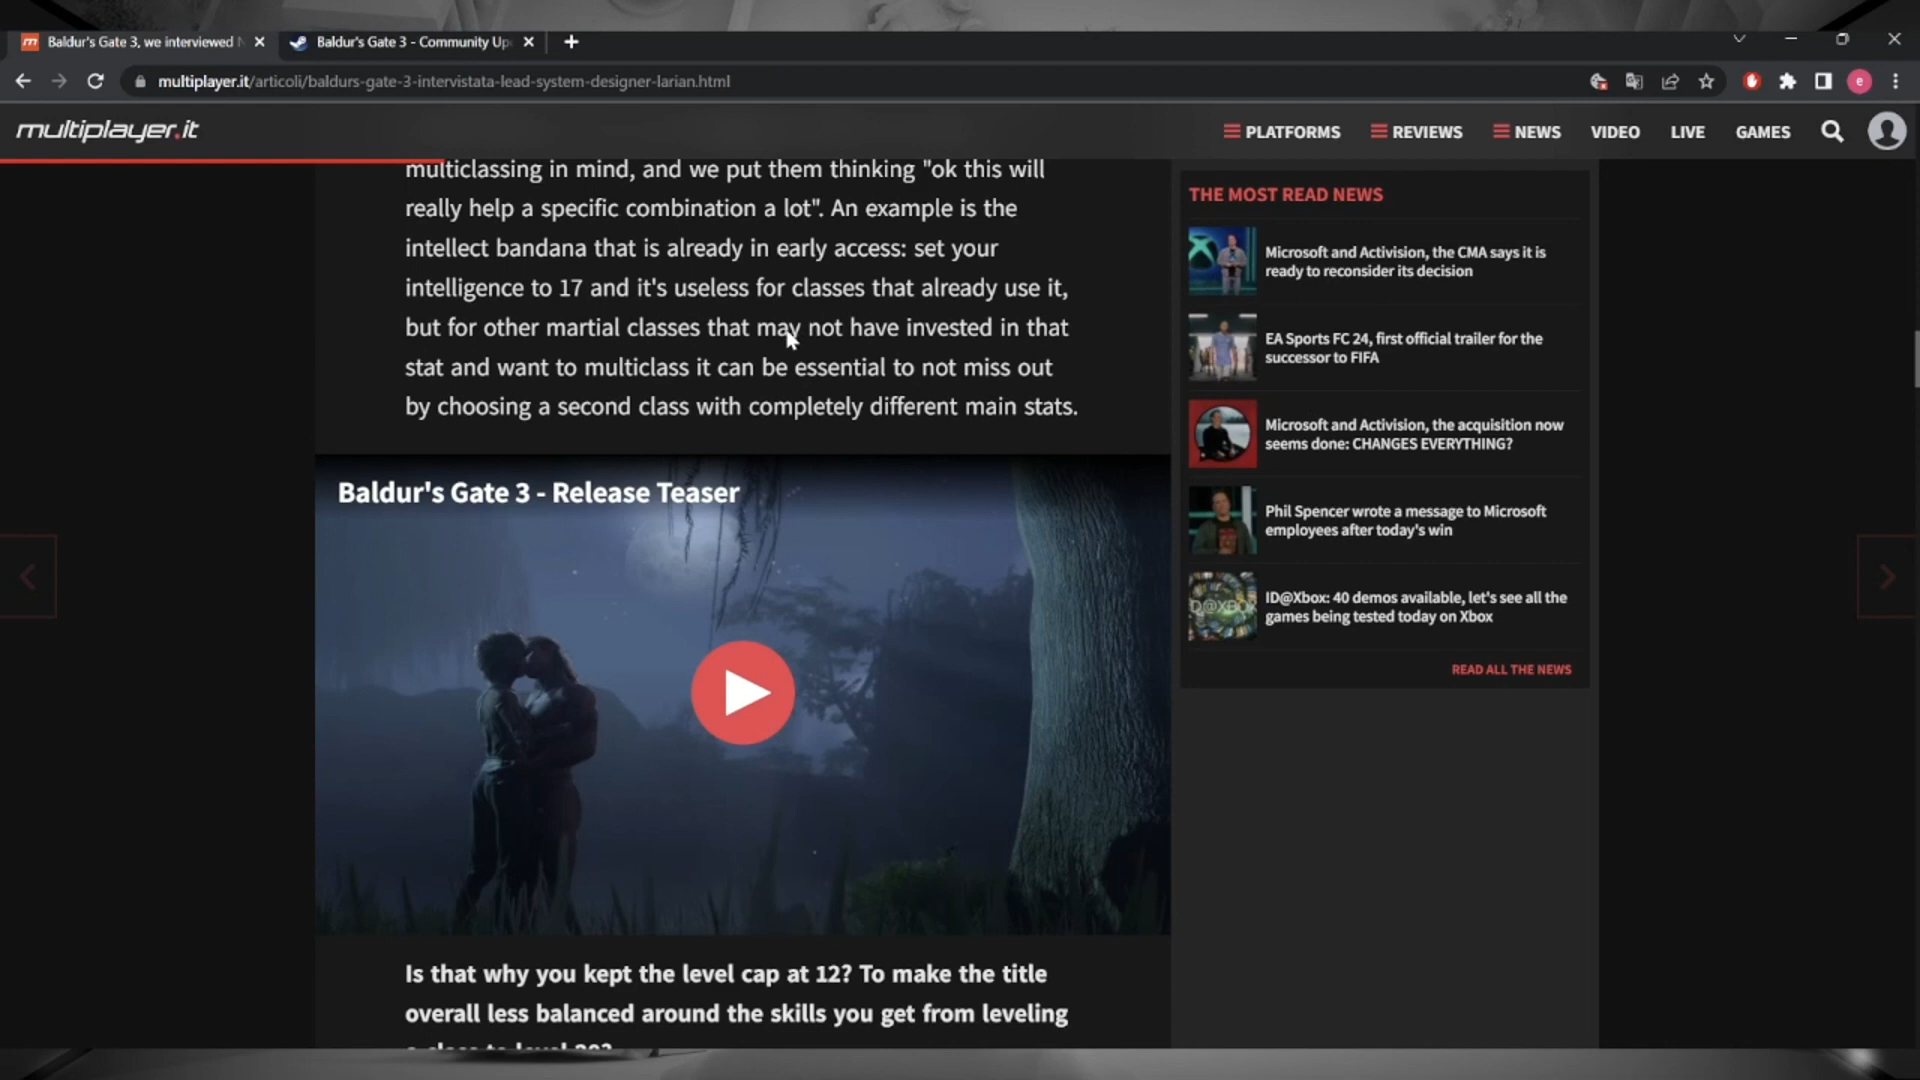 Baldur's Gate 3, we interviewed
Baldur's Gate 3 - Community Up
multiplayer.it/articoli/baldurs-gate-3-intervistata-lead-system-designer-larian.html
e
multiplayer.it
PLATFORMS
REVIEWS
NEWS
VIDEO
LIVE
GAMES
multiclassing in mind, and we put them thinking "ok this will
really help a specific combination a lot". An example is the
intellect bandana that is already in early access: set your
intelligence to 17 and it's useless for classes that already use it,
but for other martial classes that may not have invested in that
stat and want to multiclass it can be essential to not miss out
by choosing a second class with completely different main stats.
Baldur's Gate 3 - Release Teaser
Is that why you kept the level cap at 12? To make the title
overall less balanced around the skills you get from leveling
THE MOST READ NEWS
Microsoft and Activision, the CMA says it is
ready to reconsider its decision
EA Sports FC 24, first official trailer for the
successor to FIFA
Microsoft and Activision, the acquisition now
seems done: CHANGES EVERYTHING?
Phil Spencer wrote a message to Microsoft
employees after today's win
ID@XBOX
ID@Xbox: 40 demos available, let's see all the
games being tested today on Xbox
READ ALL THE NEWS